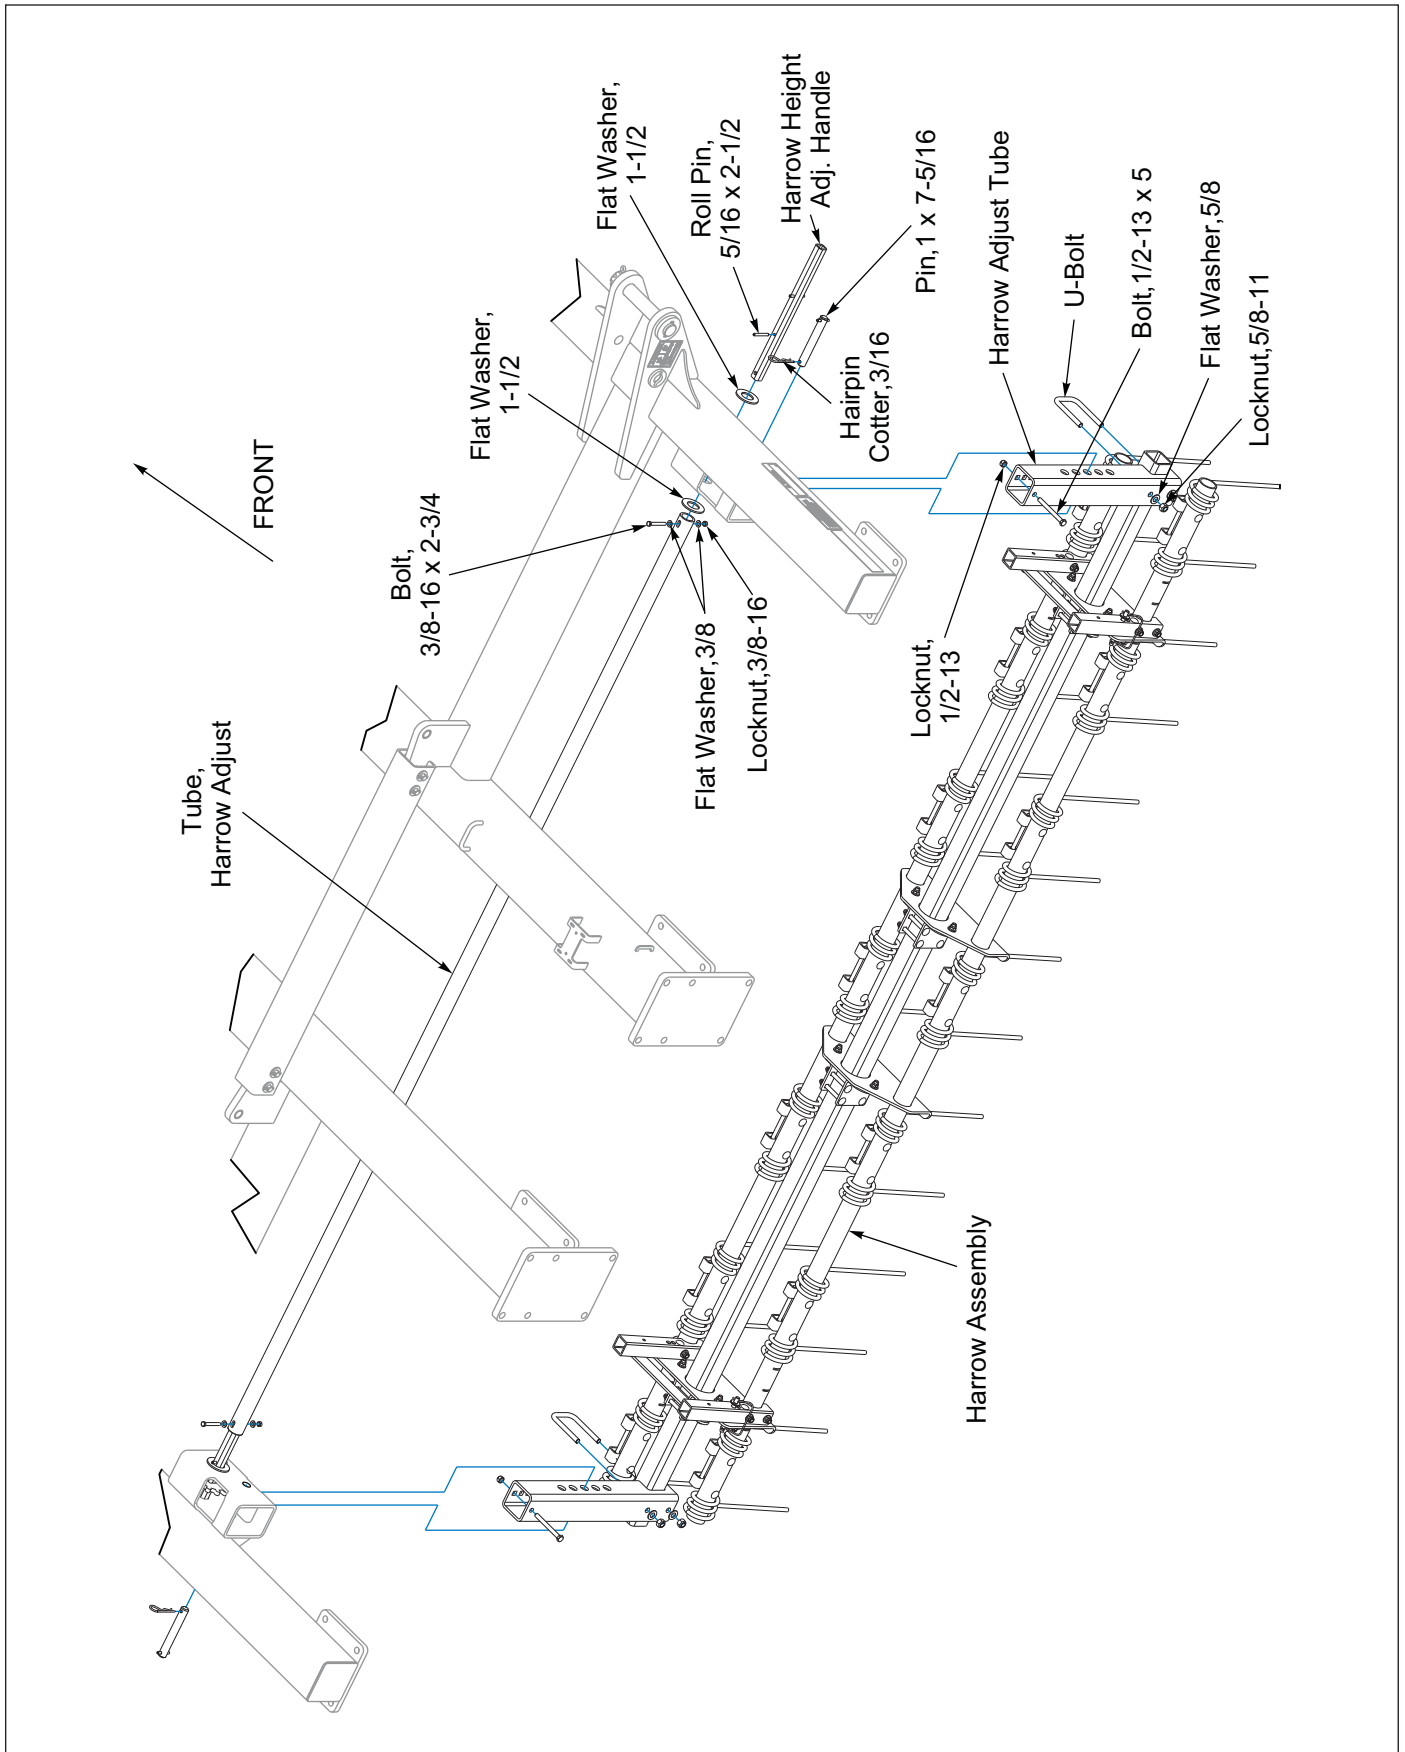 FRONT
Tube,
Harrow Adjust
Bolt,
3/8-16 x 2-3/4
Flat Washer,3/8
Locknut,3/8-16
Flat Washer,
1-1/2
Flat Washer,
1-1/2
Roll Pin,
5/16 x 2-1/2
Harrow Height
Adj. Handle
Hairpin
Cotter,3/16
Pin,1 x 7-5/16
Harrow Adjust Tube
U-Bolt
Bolt,1/2-13 x 5
Flat Washer,5/8
Locknut,5/8-11
Locknut,
1/2-13
Harrow Assembly